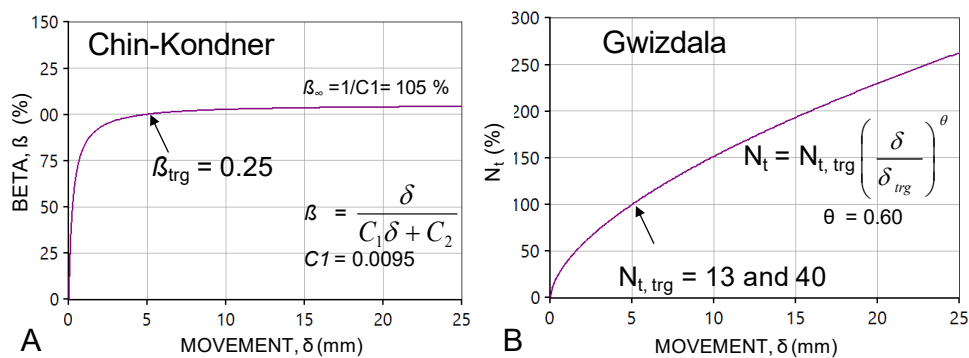 Chin-Kondner
BETA, ß (%)
150
25
00
75
50
25
0
ß∞ =1/C1= 105 %
ßtrg = 0.25
ß = δ / (C1δ + C2)
C1 = 0.0095
0 5 10 15 20 25
A
MOVEMENT, δ (mm)
Gwizdala
Nt (%)
300
250
200
150
100
50
0
Nt = Nt, trg (δ / δtrg)^θ
θ = 0.60
Nt, trg = 13 and 40
0 5 10 15 20 25
B
MOVEMENT, δ (mm)